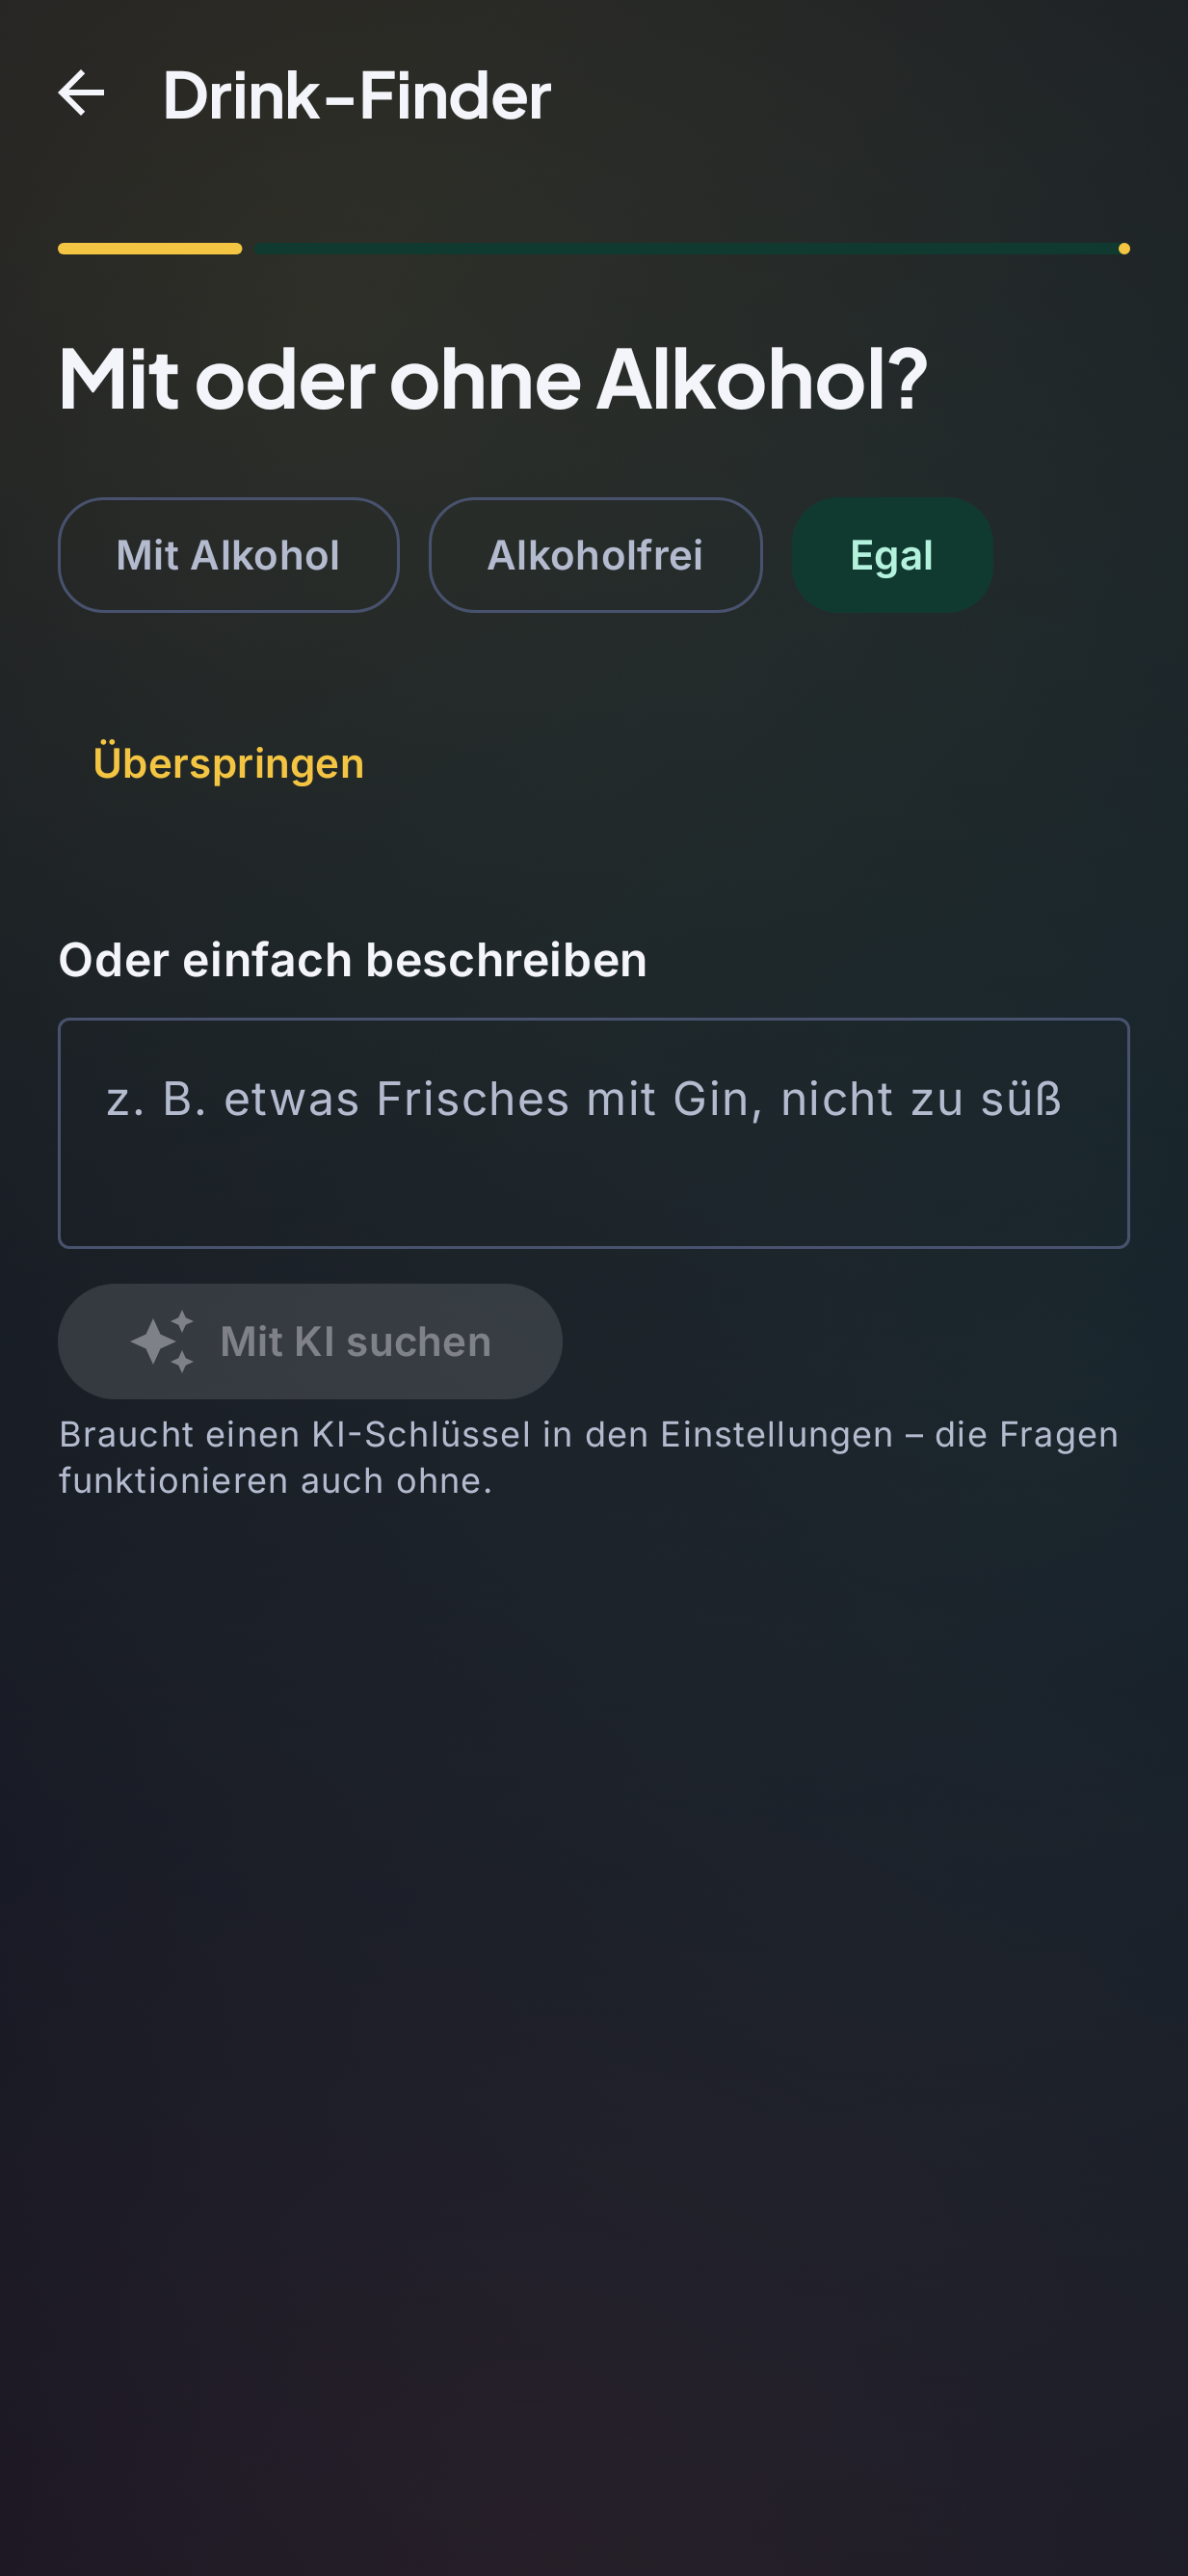 Drink-Finder
Mit oder ohne Alkohol?
Mit Alkohol
Alkoholfrei
Egal
Überspringen
Oder einfach beschreiben
z. B. etwas Frisches mit Gin, nicht zu süß
Mit KI suchen
Braucht einen KI-Schlüssel in den Einstellungen – die Fragen
funktionieren auch ohne.